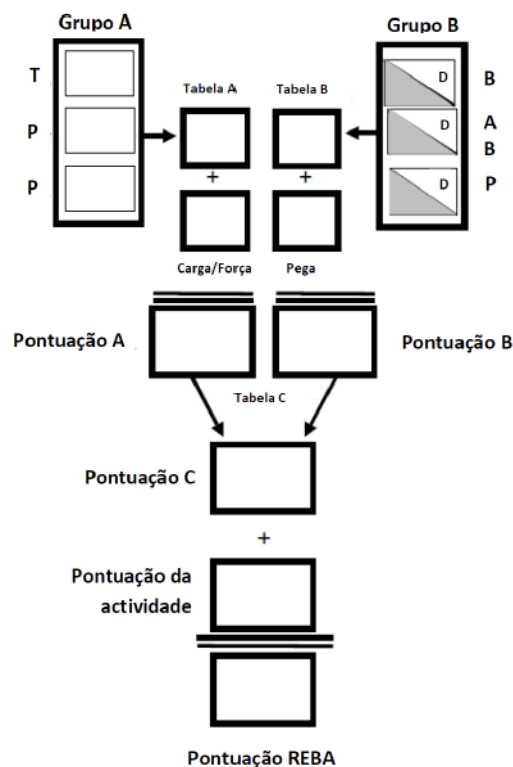 Grupo A
Grupo B
T
P
P
Tabela A
Tabela B
D
B
D
A
B
D
P
+
+
Carga/Força
Pega
Pontuação A
Pontuação B
Tabela C
Pontuação C
+
Pontuação da
actividade
Pontuação REBA